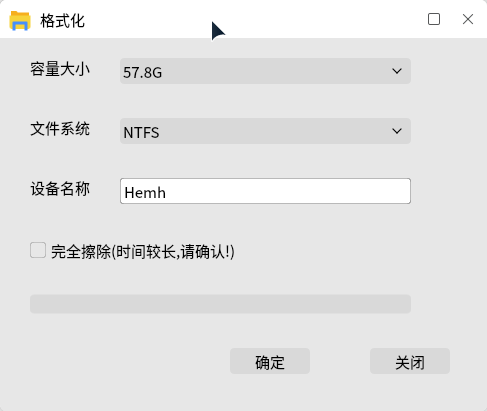 格式化
容量大小 57.8G
文件系统 NTFS
设备名称 Hemh
完全擦除(时间较长,请确认!)
确定 关闭